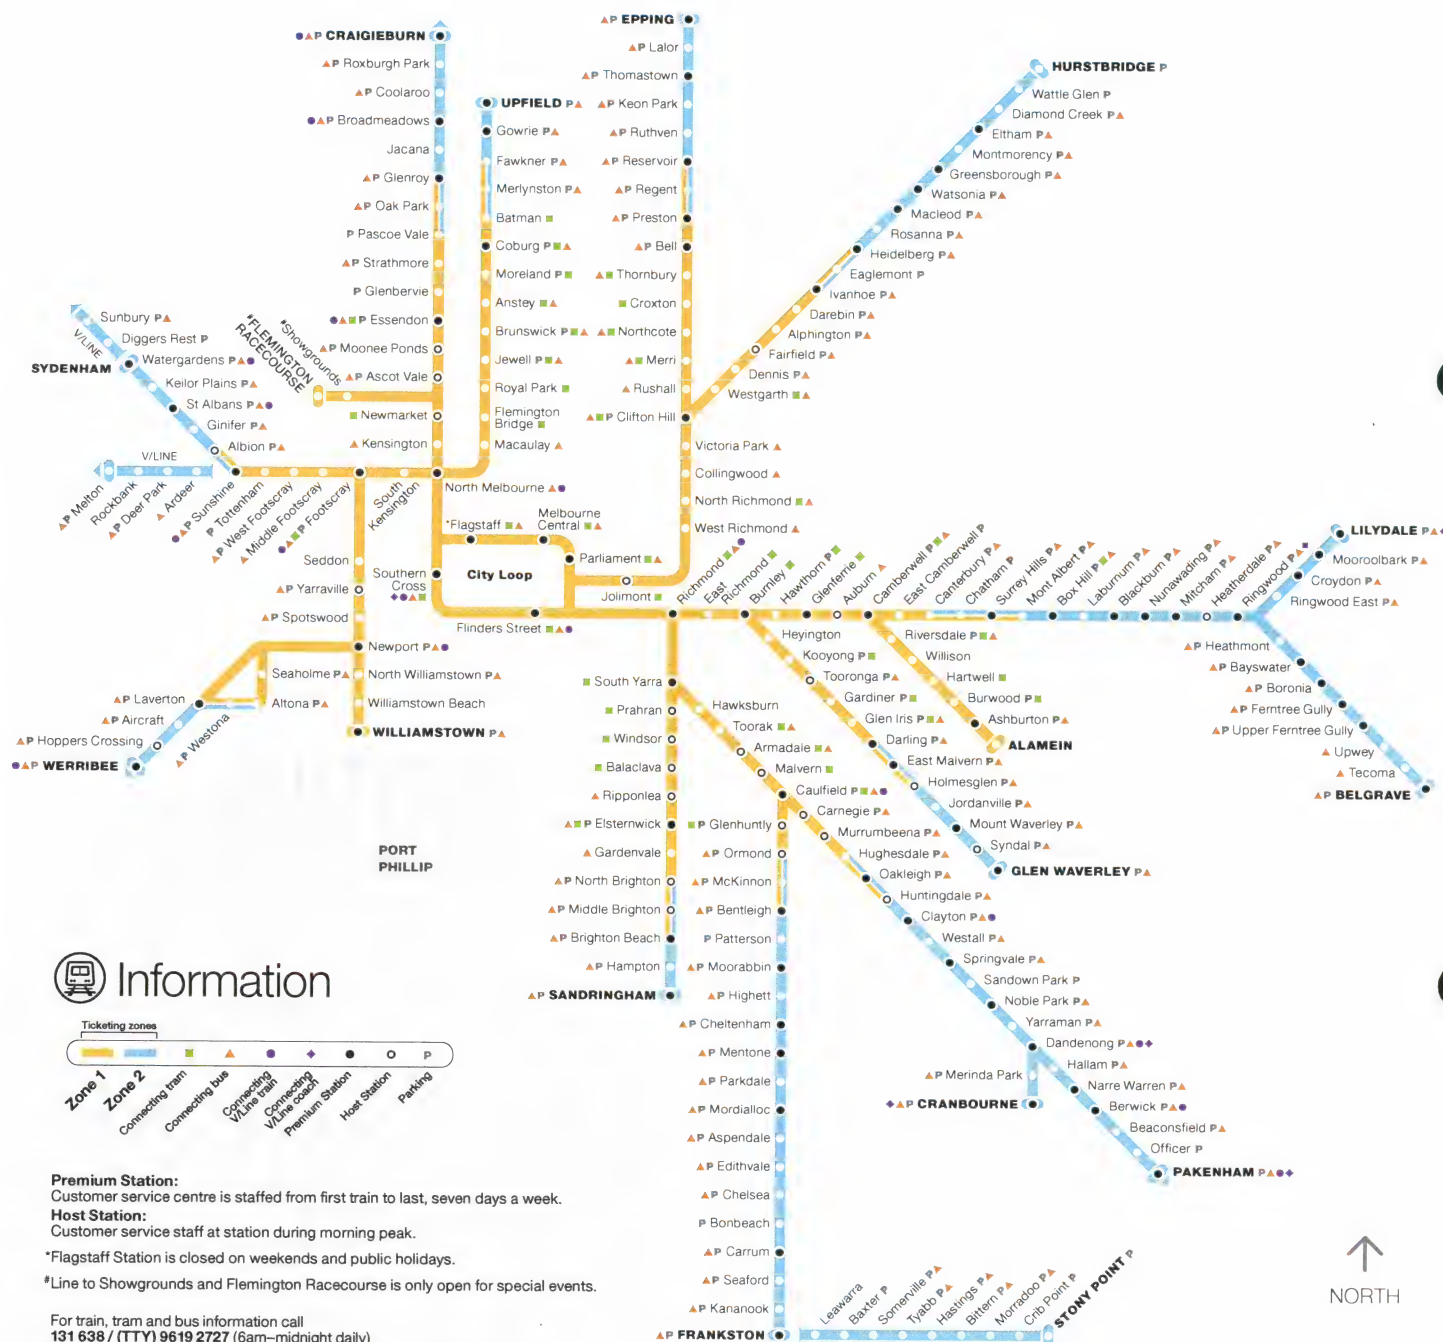 CRAIGIEBURN
P Roxburgh Park
P Coolaroo
P Broadmeadows
Jacana
P Glenroy
P Oak Park
P Pascoe Vale
P Strathmore
P Glenbervie
P Essendon
P Moonee Ponds
P Ascot Vale
Newmarket
Kensington
#Showgrounds
#FLEMINGTON
RACECOURSE
UPFIELD P
Gowrie P
Fawkner P
Merlynston P
Batman
Coburg P
Moreland P
Anstey
Brunswick P
Jewell P
Royal Park
Flemington
Bridge
Macaulay
P EPPING
P Lalor
P Thomastown
P Keon Park
P Ruthven
P Reservoir
P Regent
P Preston
P Bell
Thornbury
Croxton
Northcote
Merri
Rushall
P Clifton Hill
Victoria Park
Collingwood
North Richmond
West Richmond
Jolimont
HURSTBRIDGE P
Wattle Glen P
Diamond Creek P
Eltham P
Montmorency P
Greensborough P
Watsonia P
Macleod P
Rosanna P
Heidelberg P
Eaglemont P
Ivanhoe P
Darebin P
Alphington P
Fairfield P
Dennis P
Westgarth
Sunbury P
V/LINE
Diggers Rest P
SYDENHAM
Watergardens P
Keilor Plains P
St Albans P
Ginifer P
Albion P
V/LINE
P Melton
Rockbank
P Deer Park
Ardeer
P Sunshine
P Tottenham
P West Footscray
Middle Footscray
P Footscray
South
Kensington
North Melbourne
*Flagstaff
Melbourne
Central
Parliament
City Loop
Southern
Cross
Flinders Street
Seddon
P Yarraville
P Spotswood
Newport P
Seaholme P
North Williamstown P
Altona P
Williamstown Beach
WILLIAMSTOWN P
P Laverton
P Aircraft
P Westona
P Hoppers Crossing
P WERRIBEE
Richmond
East
Richmond
Burnley
Hawthorn P
Glenferrie
Auburn
Camberwell P
East Camberwell P
Canterbury P
Chatham P
Surrey Hills P
Mont Albert P
Box Hill P
Laburnum P
Blackburn P
Nunawading P
Mitcham P
Heatherdale P
Ringwood P
LILYDALE P
Mooroolbark P
Croydon P
Ringwood East P
P Heathmont
P Bayswater
P Boronia
P Ferntree Gully
P Upper Ferntree Gully
Upwey
Tecoma
P BELGRAVE
Riversdale P
Willison
Hartwell
Burwood P
Ashburton P
ALAMEIN
Heyington
Kooyong P
Tooronga P
Gardiner P
Glen Iris P
Darling P
East Malvern P
Holmesglen P
Jordanville P
Mount Waverley P
Syndal P
GLEN WAVERLEY P
South Yarra
Prahran
Windsor
Balaclava
Ripponlea
P Elsternwick
Gardenvale
P North Brighton
P Middle Brighton
P Brighton Beach
P Hampton
P SANDRINGHAM
Hawksburn
Toorak
Armadale
Malvern
Caulfield P
Carnegie P
Murrumbeena P
Hughesdale P
Oakleigh P
Huntingdale P
Clayton P
Westall P
Springvale P
Sandown Park P
Noble Park P
Yarraman P
Dandenong P
Hallam P
Narre Warren P
Berwick P
Beaconsfield P
Officer P
PAKENHAM P
P Merinda Park
P CRANBOURNE
P Glenhuntly
P Ormond
P McKinnon
P Bentleigh
P Patterson
P Moorabbin
P Highett
P Cheltenham
P Mentone
P Parkdale
P Mordialloc
P Aspendale
P Edithvale
P Chelsea
P Bonbeach
P Carrum
P Seaford
P Kananook
P FRANKSTON
Leawarra
Baxter P
Somerville P
Tyabb P
Hastings P
Bittern P
Morradoo P
Crib Point P
STONY POINT P
PORT
PHILLIP
NORTH
Information
Ticketing zones
Zone 1
Zone 2
Connecting tram
Connecting bus
Connecting
V/Line train
Connecting
V/Line coach
Premium Station
Host Station
P
Parking
Premium Station:
Customer service centre is staffed from first train to last, seven days a week.
Host Station:
Customer service staff at station during morning peak.
*Flagstaff Station is closed on weekends and public holidays.
#Line to Showgrounds and Flemington Racecourse is only open for special events.
For train, tram and bus information call
131 638 / (TTY) 9619 2727 (6am–midnight daily)